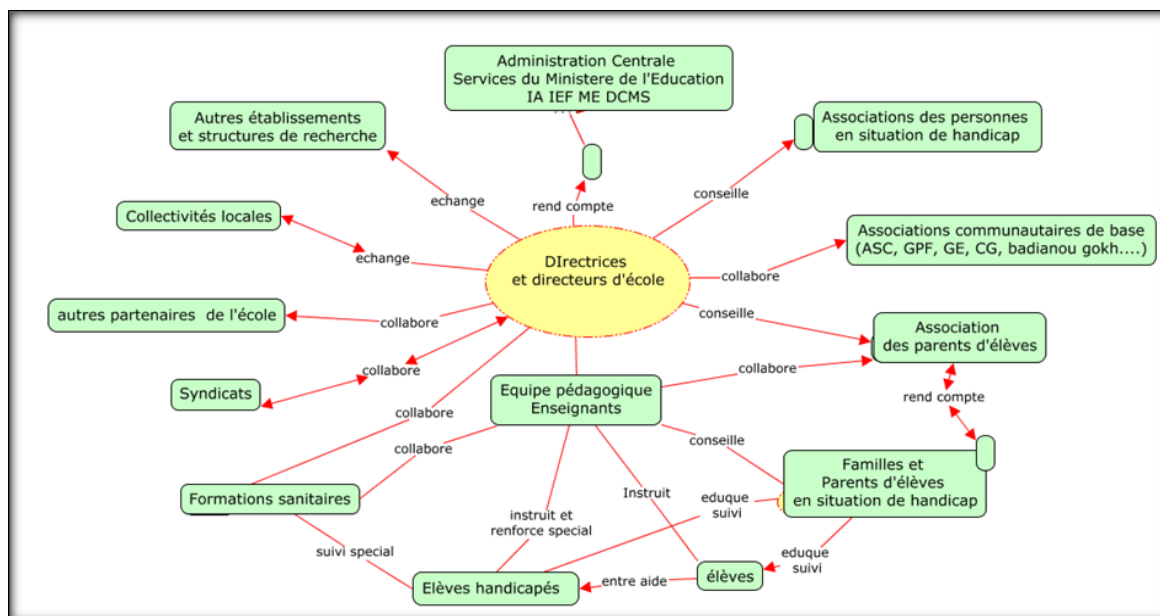 Administration Centrale
Services du Ministere de l'Education
IA IEF ME DCMS
Autres établissements
et structures de recherche
Associations des personnes
en situation de handicap
echange
rend compte
conseille
Collectivités locales
echange
Associations communautaires de base
(ASC, GPF, GE, CG, badianou gokh....)
DIrectrices
et directeurs d'école
collabore
autres partenaires de l'école
collabore
conseille
Association
des parents d'élèves
Syndicats
collabore
collabore
rend compte
Equipe pédagogique
Enseignants
collabore
collabore
conseille
Familles et
Parents d'élèves
en situation de handicap
Formations sanitaires
instruit et
renforce special
Instruit
eduque
suivi
suivi special
eduque
suivi
Elèves handicapés
entre aide
élèves